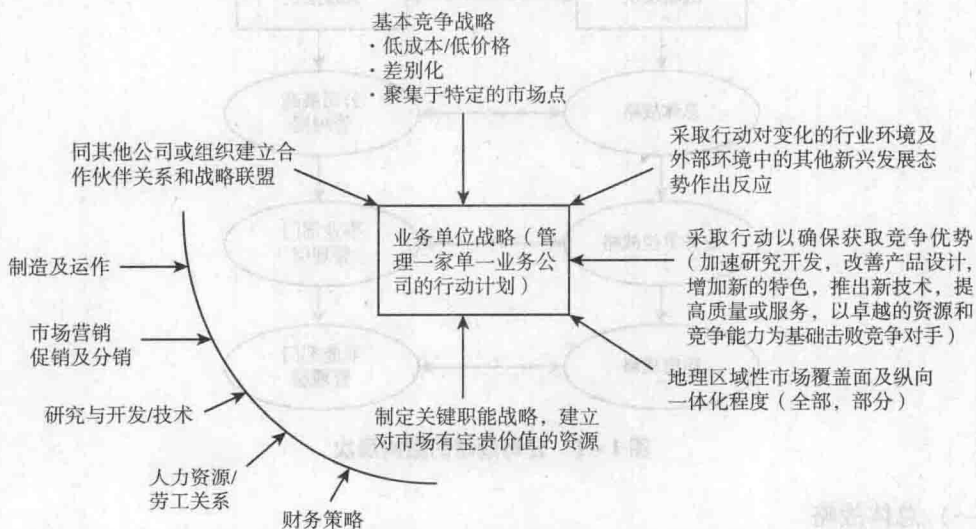 基本竞争战略
·低成本/低价格
·差别化
·聚集于特定的市场点
同其他公司或组织建立合
作伙伴关系和战略联盟
采取行动对变化的行业环境及
外部环境中的其他新兴发展态
势作出反应
业务单位战略（管
理一家单一业务公
司的行动计划）
采取行动以确保获取竞争优势
（加速研究开发，改善产品设计，
增加新的特色，推出新技术，提
高质量或服务，以卓越的资源和
竞争能力为基础击败竞争对手）
制造及运作
市场营销
促销及分销
研究与开发/技术
人力资源/
劳工关系
财务策略
制定关键职能战略，建立
对市场有宝贵价值的资源
地理区域性市场覆盖面及纵向
一体化程度（全部，部分）